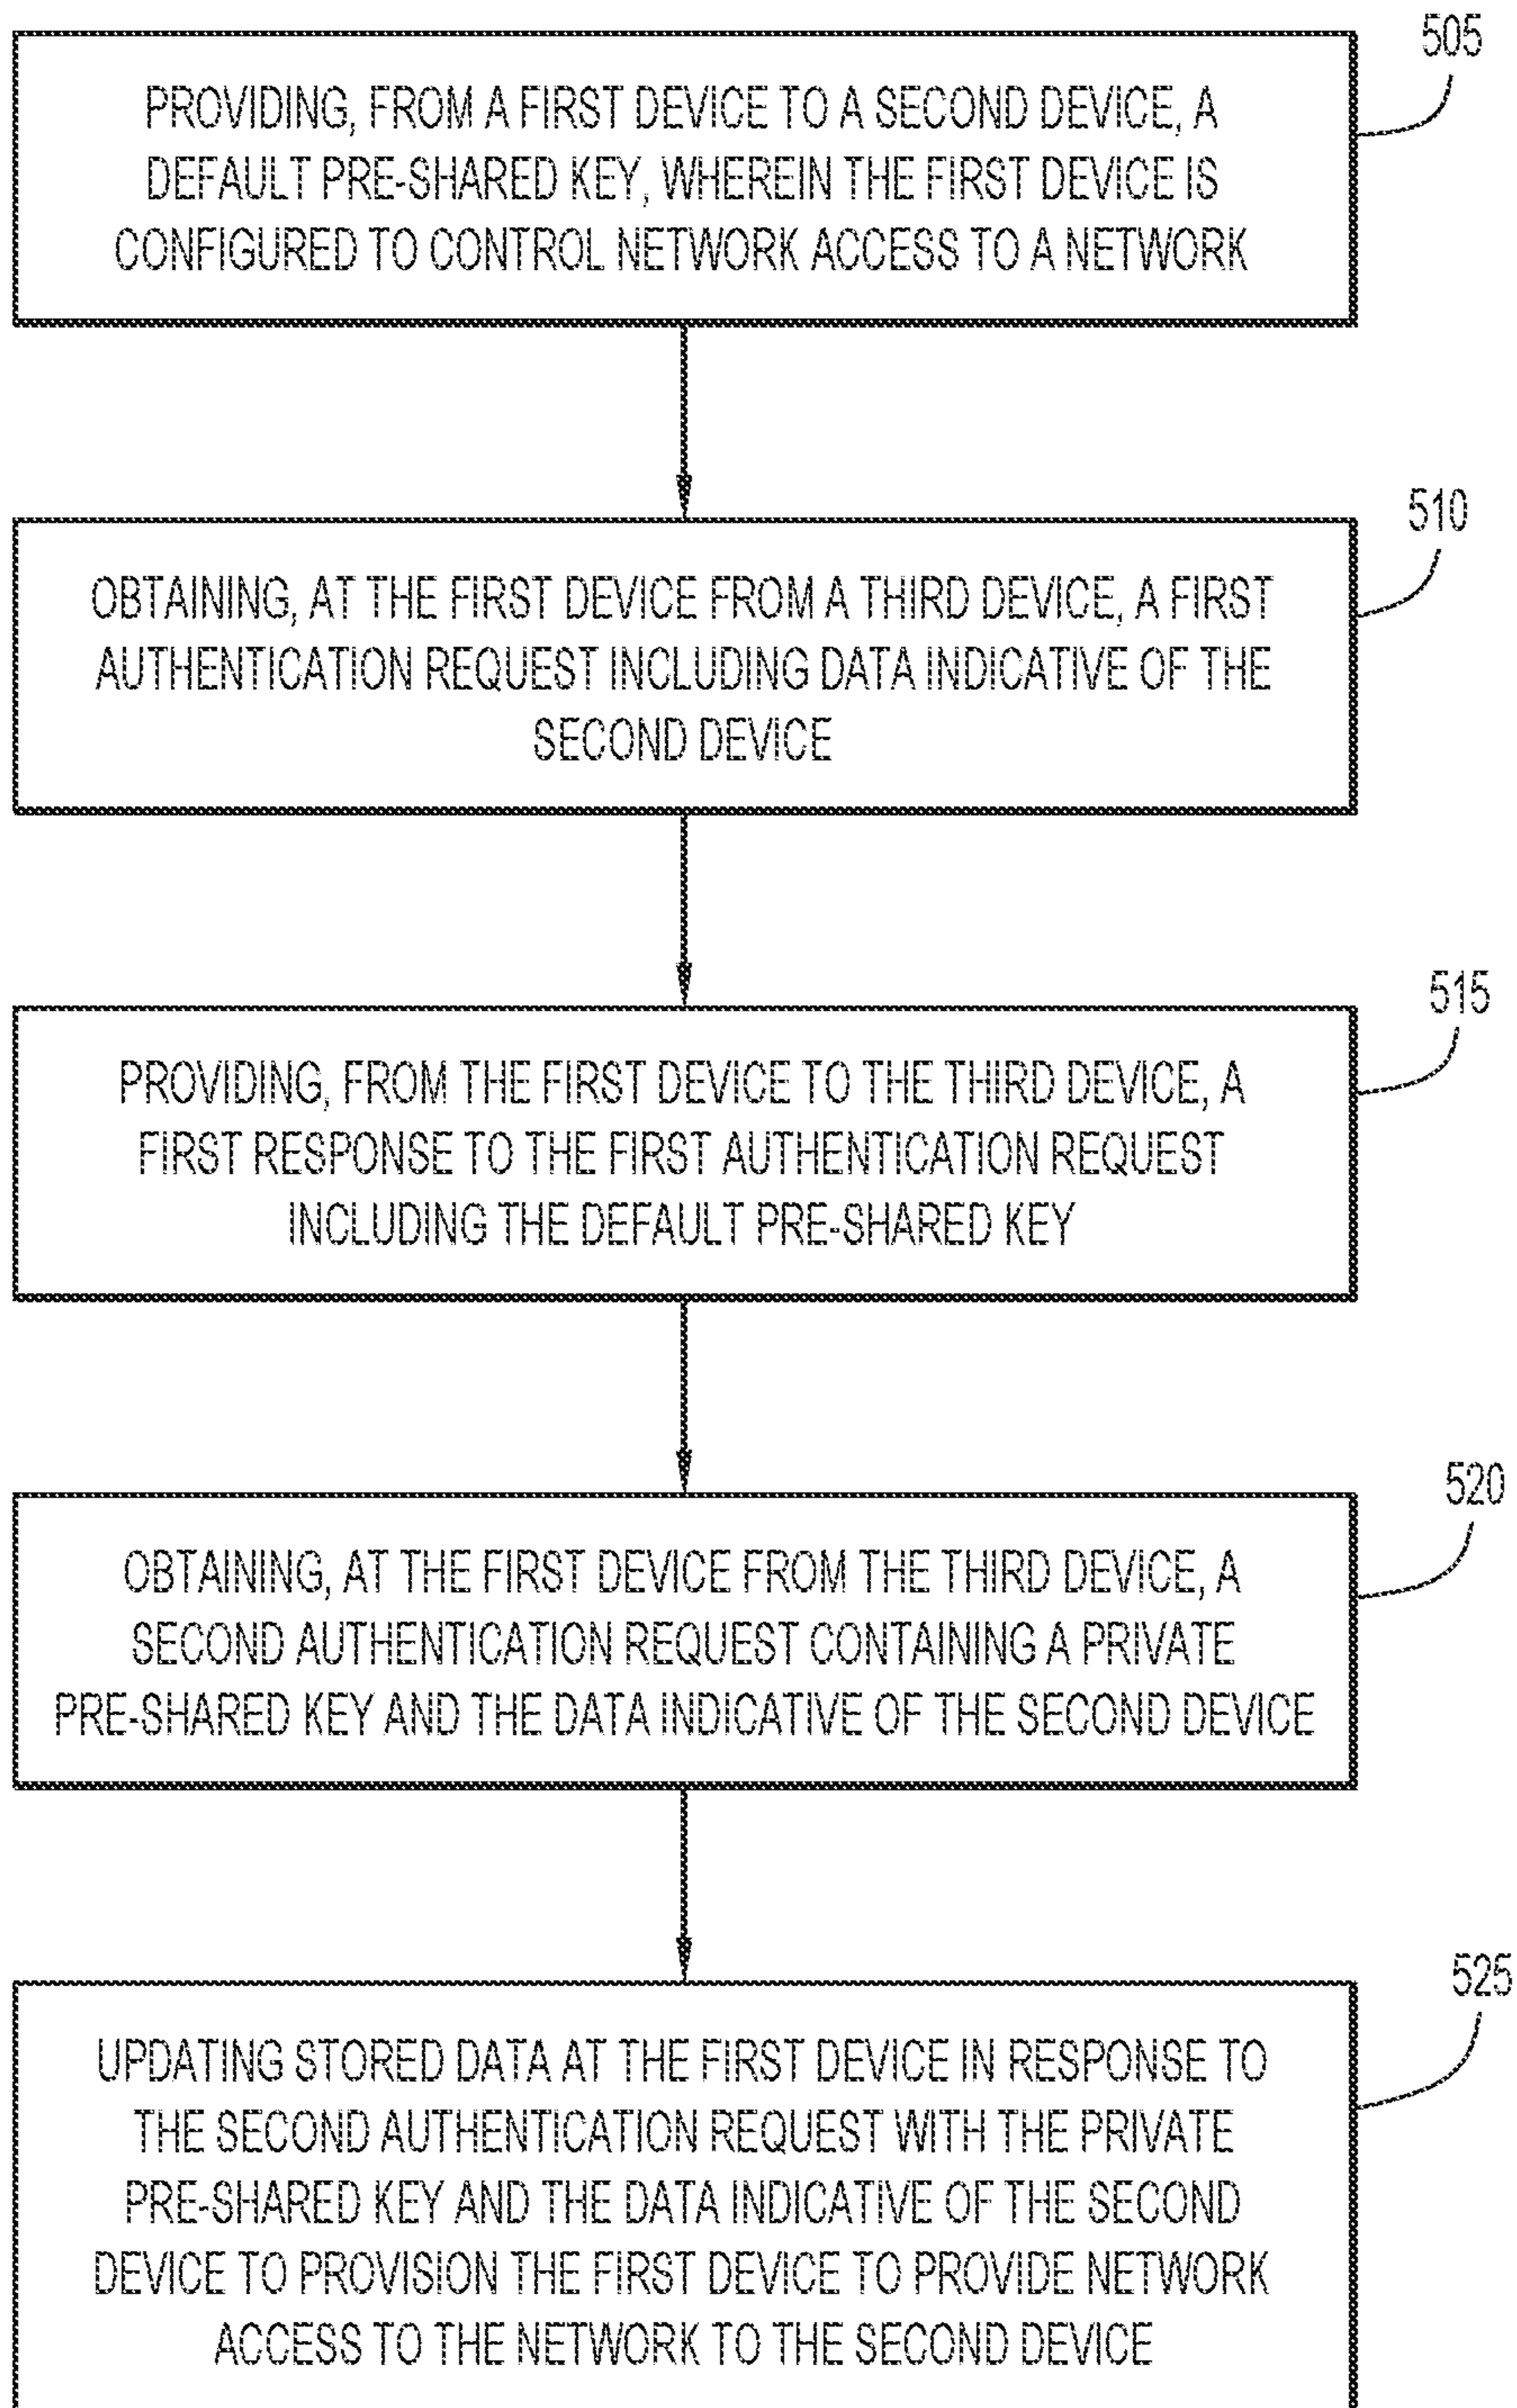 505
PROVIDING, FROM A FIRST DEVICE TO A SECOND DEVICE, A
DEFAULT PRE-SHARED KEY, WHEREIN THE FIRST DEVICE IS
CONFIGURED TO CONTROL NETWORK ACCESS TO A NETWORK
510
OBTAINING, AT THE FIRST DEVICE FROM A THIRD DEVICE, A FIRST
AUTHENTICATION REQUEST INCLUDING DATA INDICATIVE OF THE
SECOND DEVICE
515
PROVIDING, FROM THE FIRST DEVICE TO THE THIRD DEVICE, A
FIRST RESPONSE TO THE FIRST AUTHENTICATION REQUEST
INCLUDING THE DEFAULT PRE-SHARED KEY
520
OBTAINING, AT THE FIRST DEVICE FROM THE THIRD DEVICE, A
SECOND AUTHENTICATION REQUEST CONTAINING A PRIVATE
PRE-SHARED KEY AND THE DATA INDICATIVE OF THE SECOND DEVICE
525
UPDATING STORED DATA AT THE FIRST DEVICE IN RESPONSE TO
THE SECOND AUTHENTICATION REQUEST WITH THE PRIVATE
PRE-SHARED KEY AND THE DATA INDICATIVE OF THE SECOND
DEVICE TO PROVISION THE FIRST DEVICE TO PROVIDE NETWORK
ACCESS TO THE NETWORK TO THE SECOND DEVICE